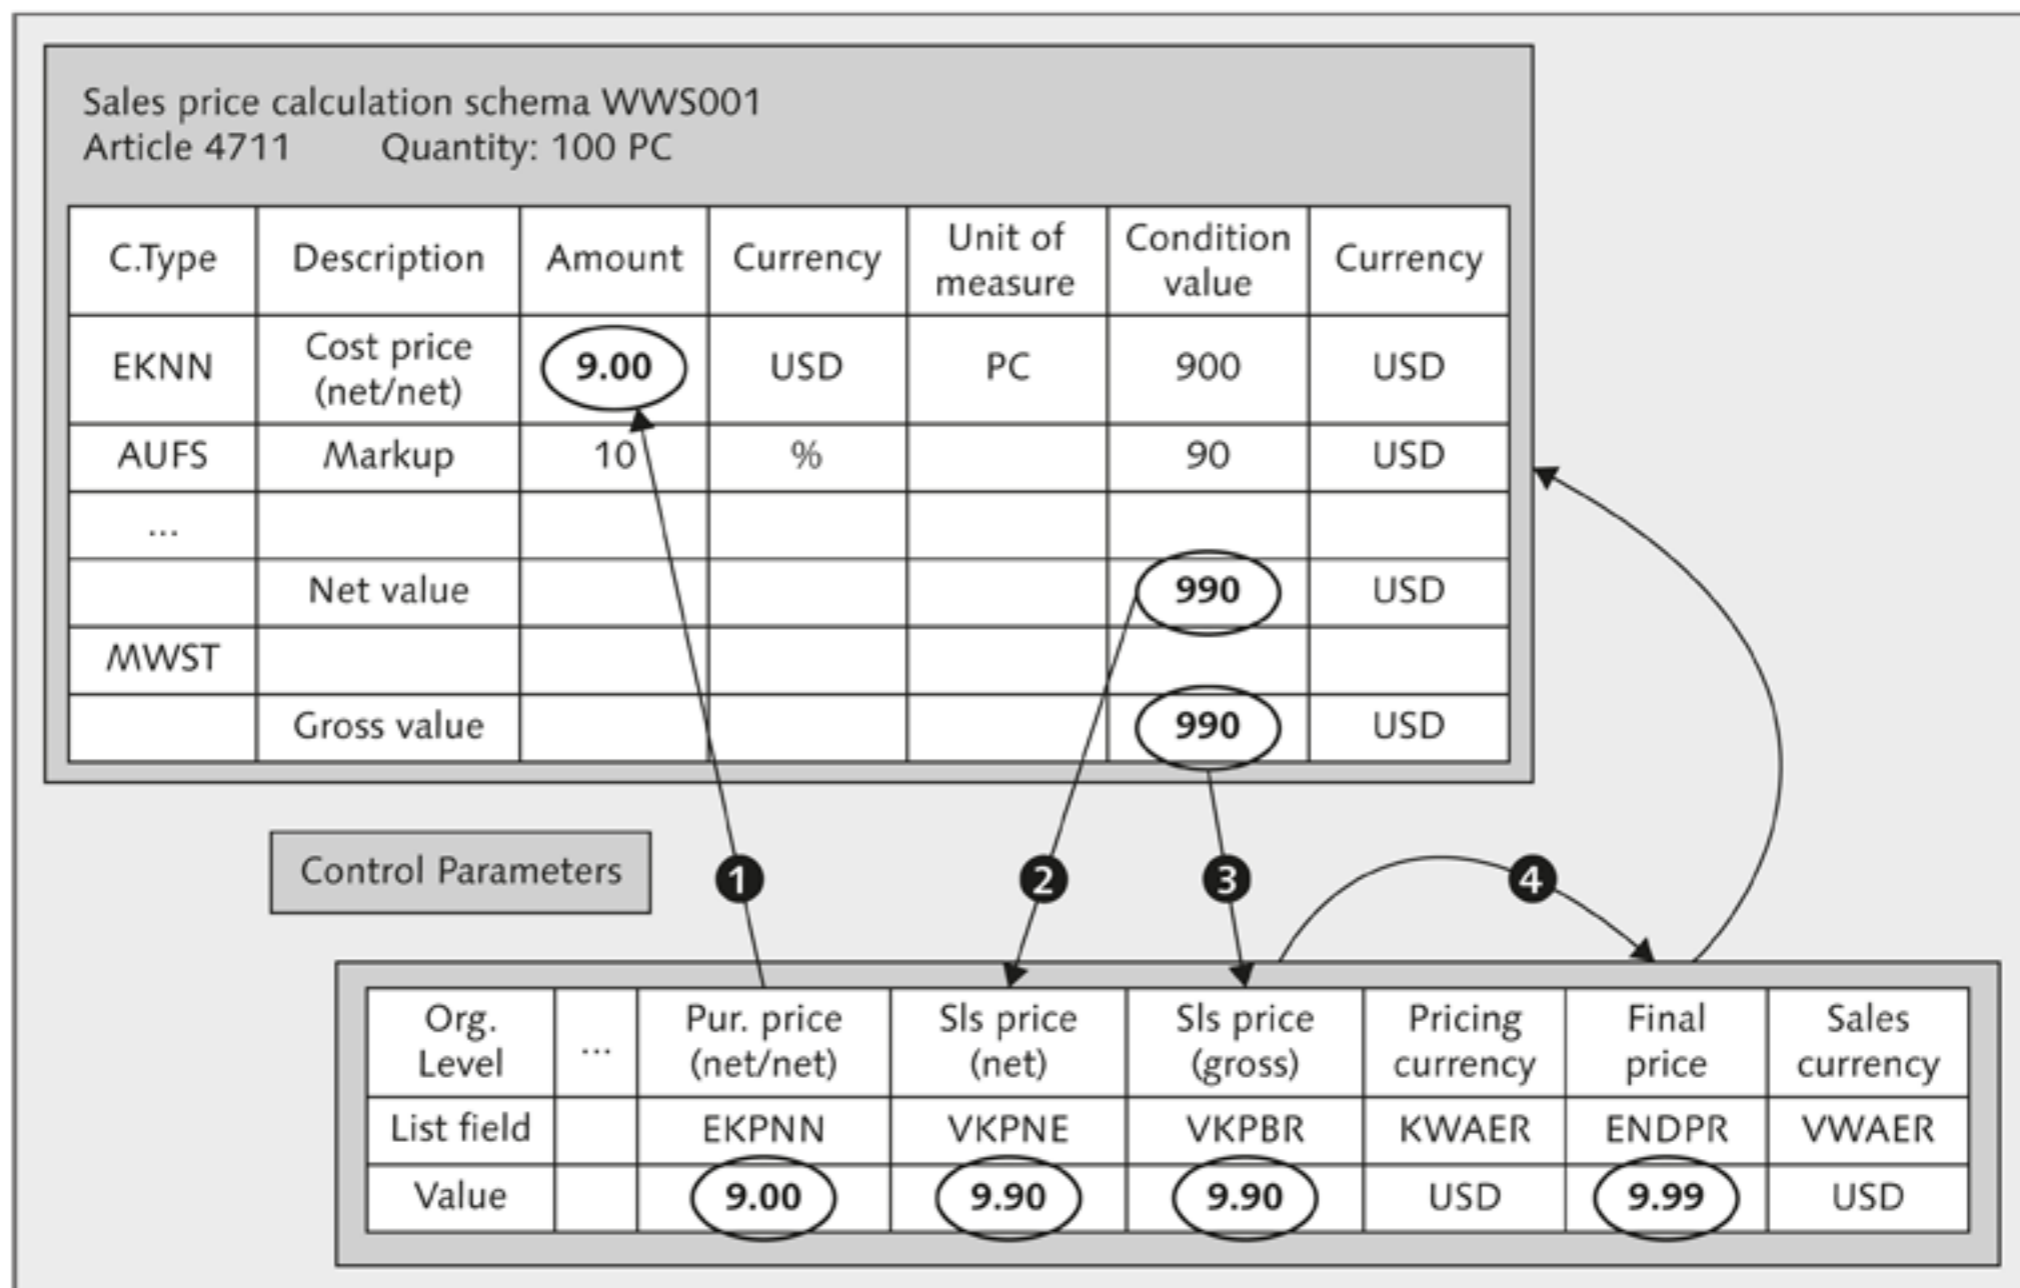 Sales price calculation schema WWS001
Article 4711 Quantity: 100 PC
C.Type Description Amount Currency Unit of measure Condition value Currency
EKNN Cost price (net/net) 9.00 USD PC 900 USD
AUFS Markup 10 % 90 USD
...
Net value 990 USD
MWST
Gross value 990 USD
Control Parameters 1 2 3 4
Org. Level ... Pur. price (net/net) Sls price (net) Sls price (gross) Pricing currency Final price Sales currency
List field EKPNN VKPNE VKPBR KWAER ENDPR VWAER
Value 9.00 9.90 9.90 USD 9.99 USD